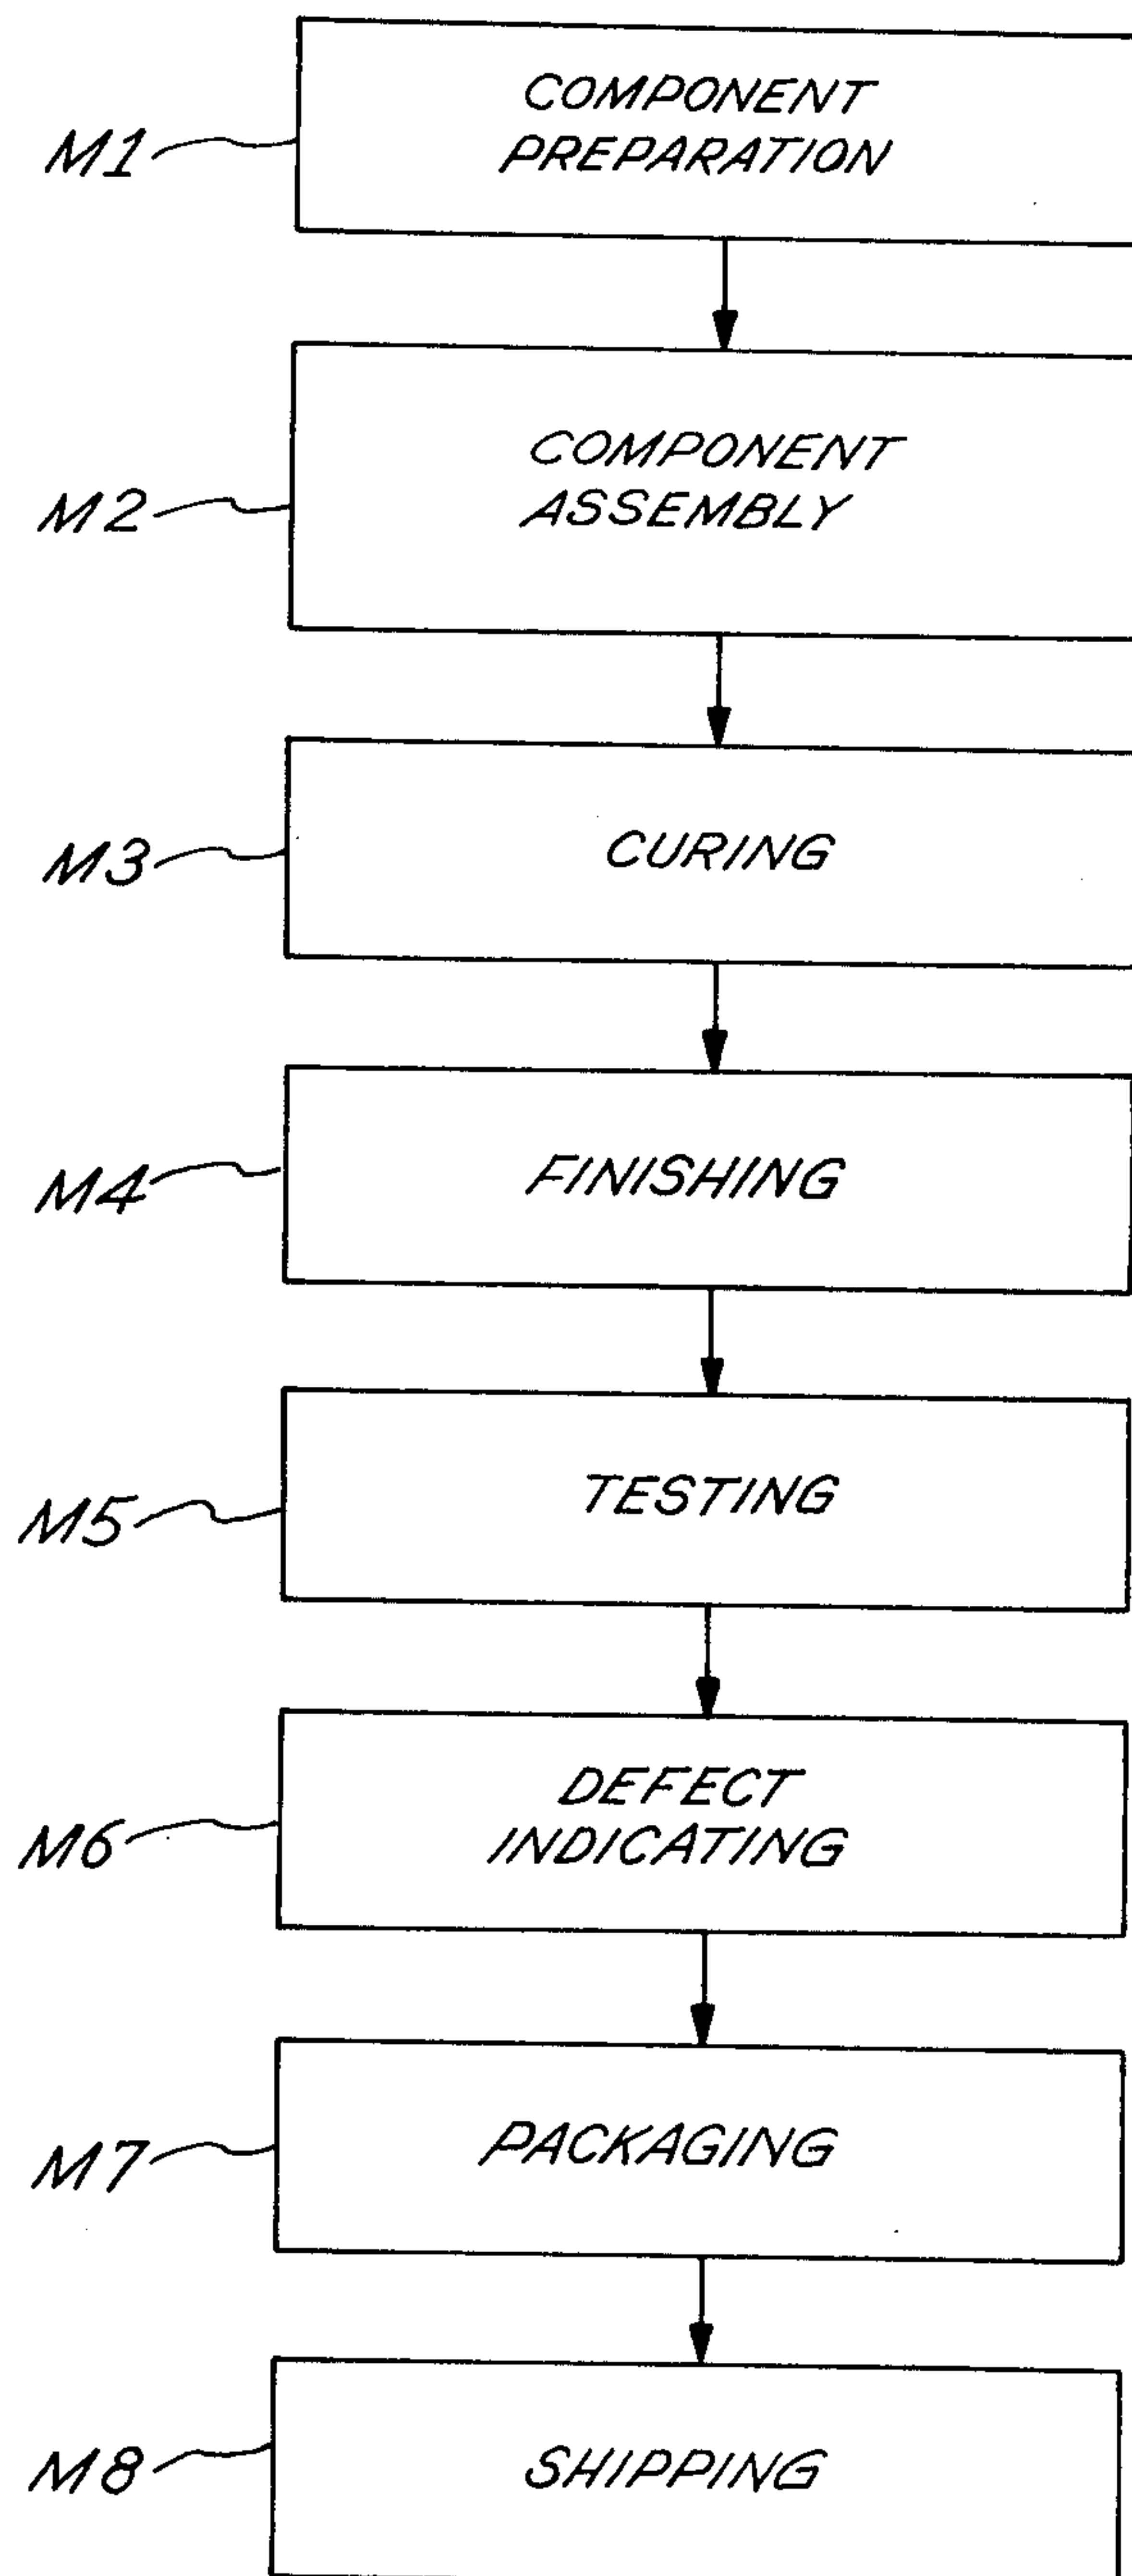 M1
COMPONENT
PREPARATION
M2
COMPONENT
ASSEMBLY
M3
CURING
M4
FINISHING
M5
TESTING
M6
DEFECT
INDICATING
M7
PACKAGING
M8
SHIPPING